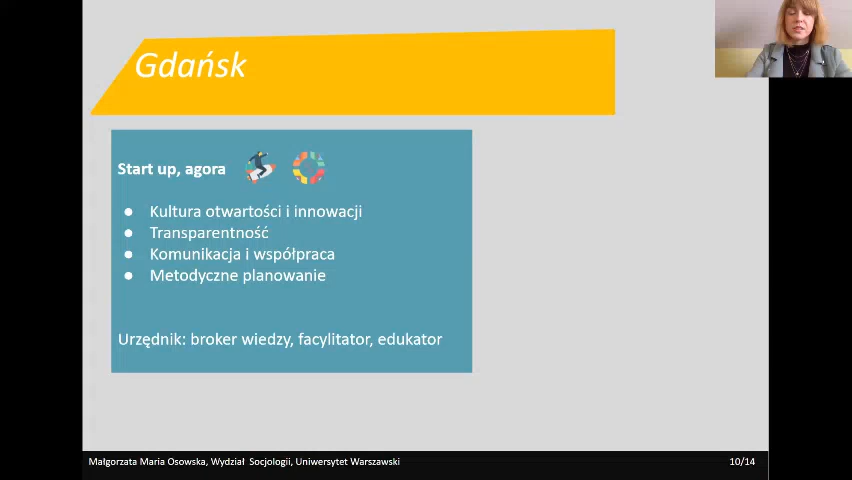 Gdańsk
Start up, agora
● Kultura otwartości i innowacji
● Transparentność
● Komunikacja i współpraca
● Metodyczne planowanie
Urzędnik: broker wiedzy, facylitator, edukator
Małgorzata Maria Osowska, Wydział Socjologii, Uniwersytet Warszawski
10/14